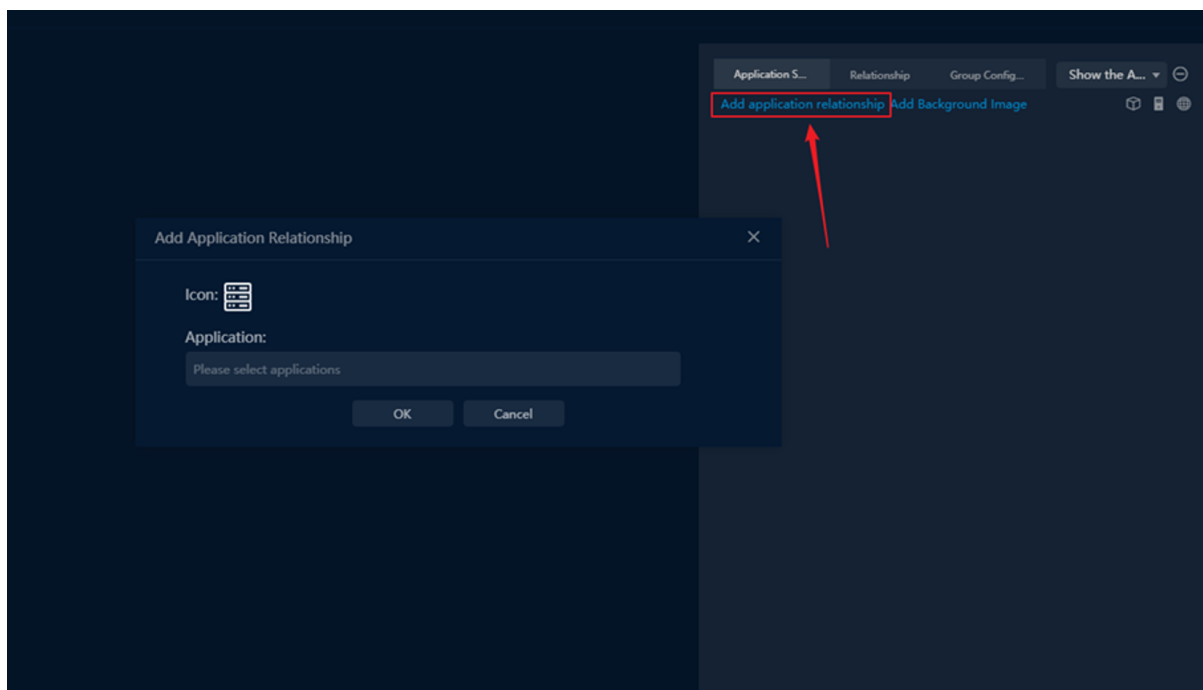 Application S... Relationship Group Config... Show the A...
Add application relationship Add Background Image
Add Application Relationship
Icon:
Application:
Please select applications
OK Cancel